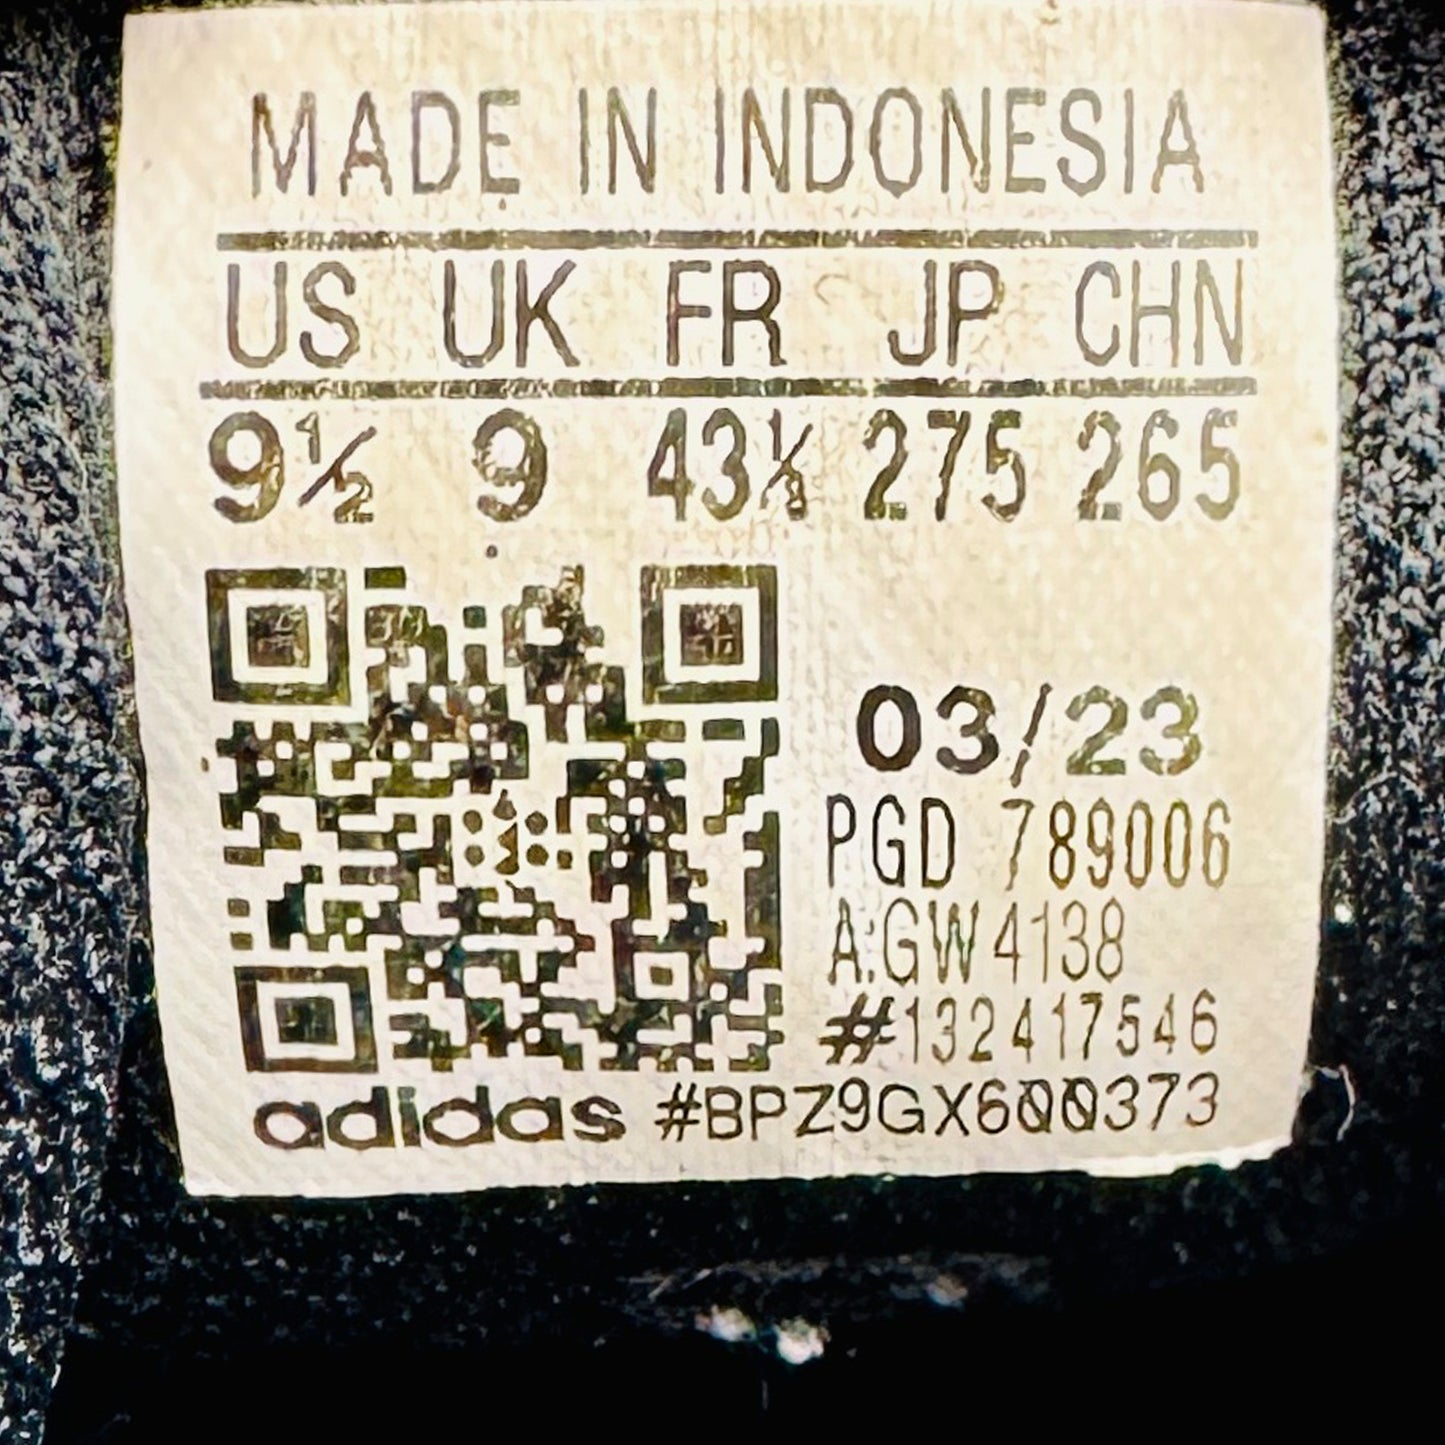 MADE IN INDONESIA
US UK FR JP CHN
9½ 9 43⅓ 275 265
03/23
PGD 789006
A:GW4138
#132417546
adidas #BPZ9GX600373